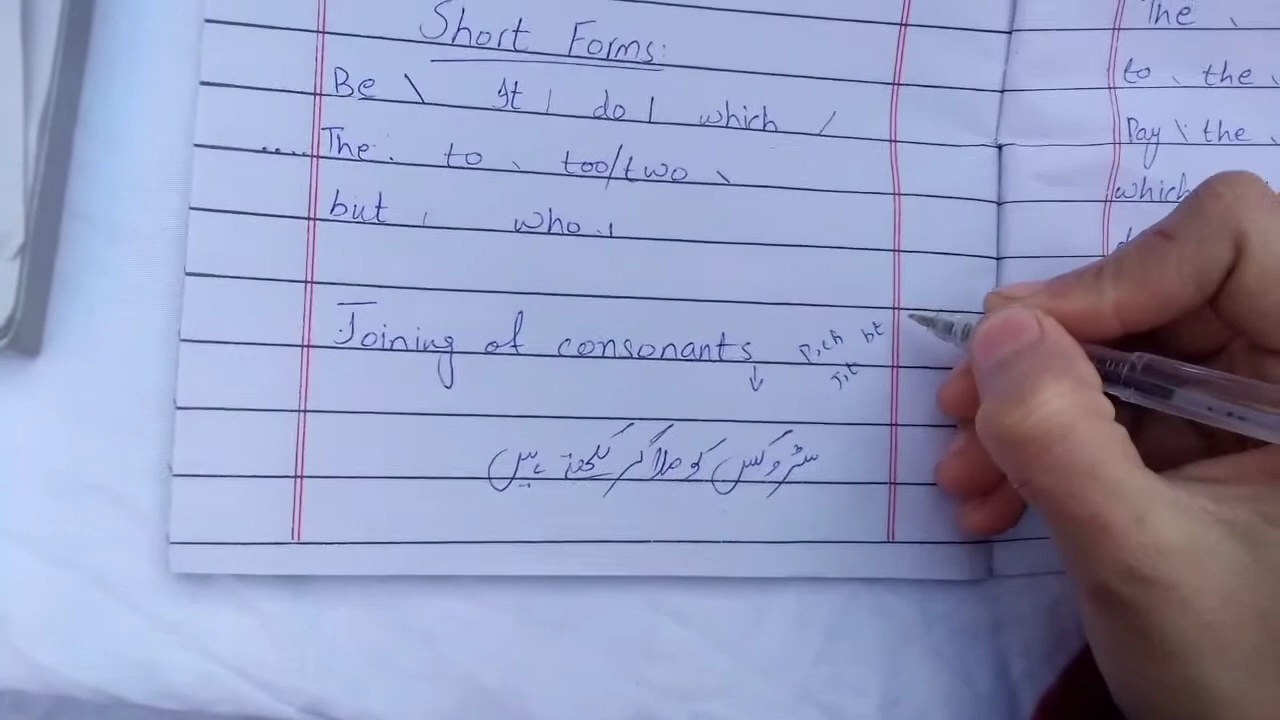 Short Forms:
Be \ It | do | which /
The . to \ too/two \
but | who |
Joining of consonants P,ch bt
↓ J,t
سٹروکس کو ملا کر لکھتے ہیں
The \
to \ the \
Pay \ the \
which